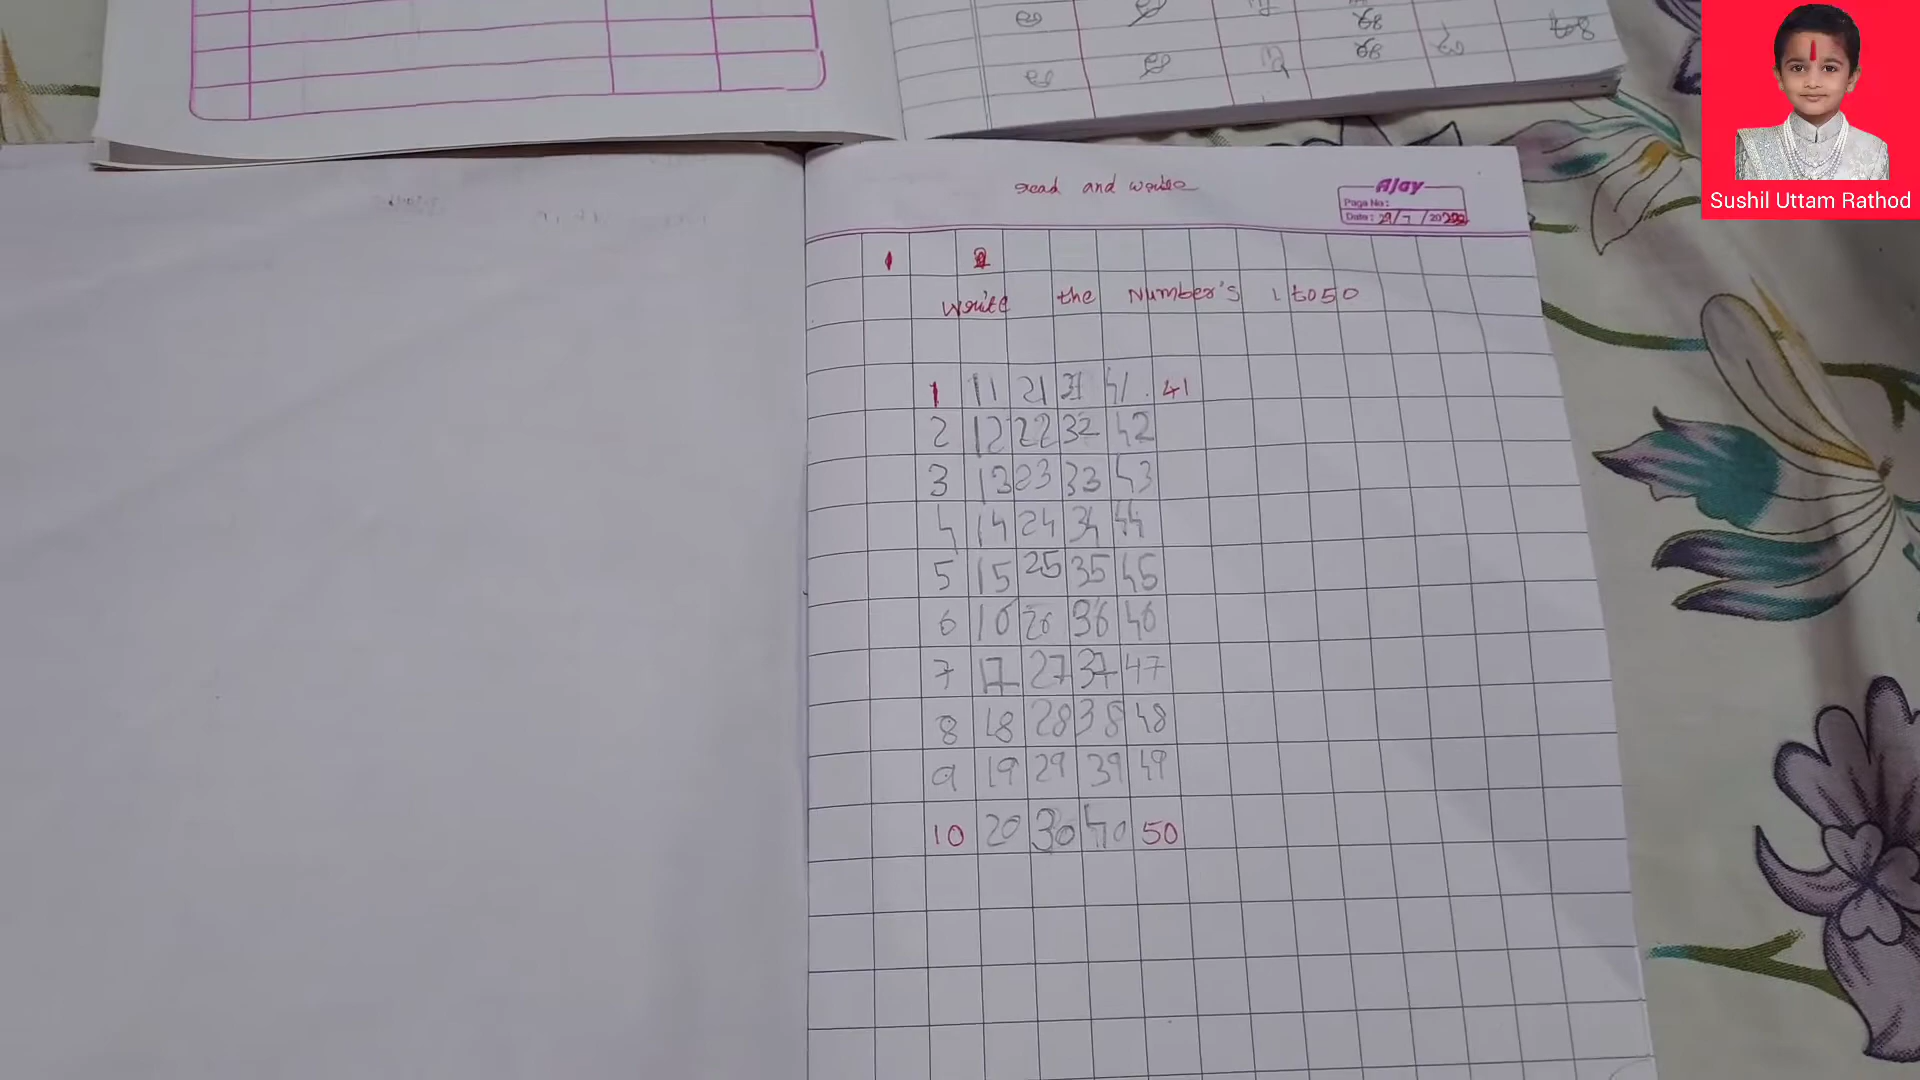 అ అ ఝ
అ అ ఝ
Sushil Uttam Rathod
read and write
Ajay
Page No:
Date: 29/7/20
1 2
Write the Number's 1 to 50
1 11 21 31 41 . 41
2 12 22 32 42
3 13 23 33 43
4 14 24 34 44
5 15 25 35 45
6 16 26 36 46
7 17 27 37 47
8 18 28 38 48
9 19 29 39 49
10 20 30 40 50